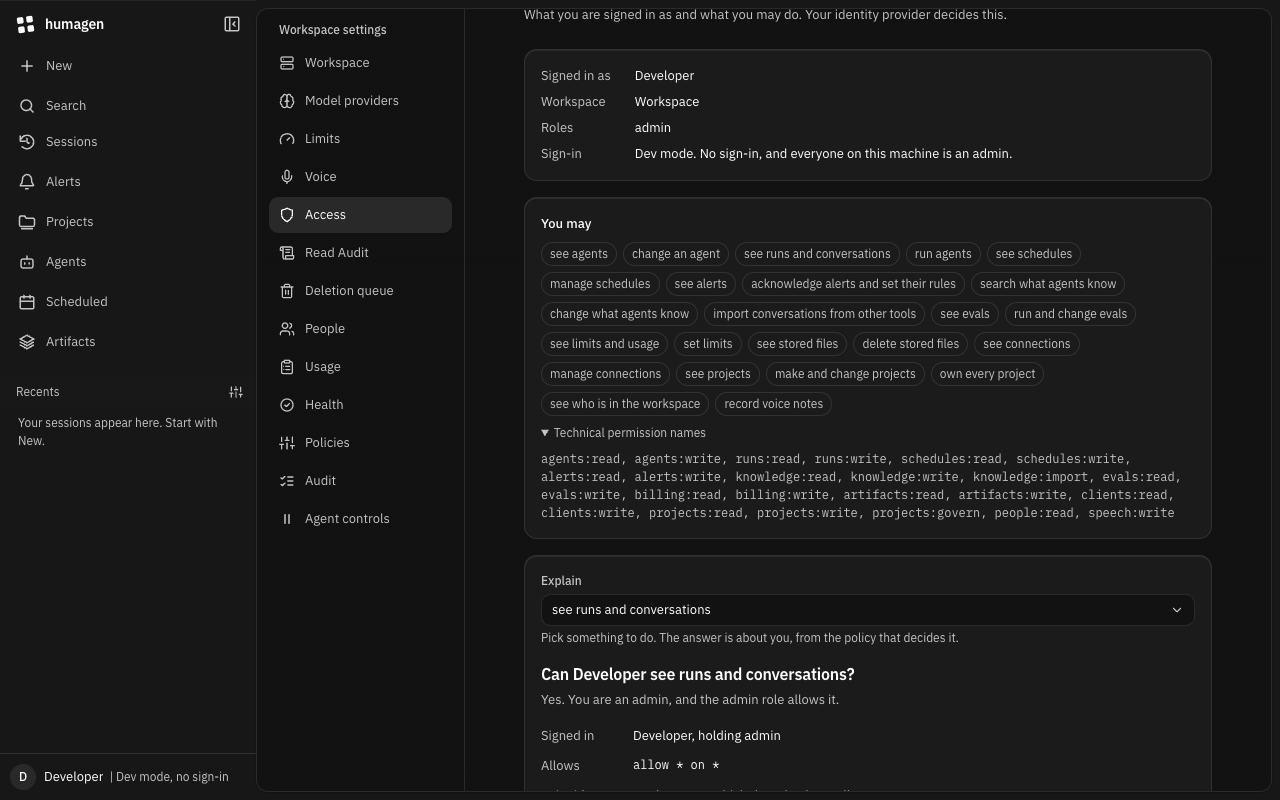 humagen
New
Search
Sessions
Alerts
Projects
Agents
Scheduled
Artifacts
Recents
Your sessions appear here. Start with
New.
D Developer | Dev mode, no sign-in
Workspace settings
Workspace
Model providers
Limits
Voice
Access
Read Audit
Deletion queue
People
Usage
Health
Policies
Audit
Agent controls
What you are signed in as and what you may do. Your identity provider decides this.
Signed in as Developer
Workspace Workspace
Roles admin
Sign-in Dev mode. No sign-in, and everyone on this machine is an admin.
You may
see agents change an agent see runs and conversations run agents see schedules
manage schedules see alerts acknowledge alerts and set their rules search what agents know
change what agents know import conversations from other tools see evals run and change evals
see limits and usage set limits see stored files delete stored files see connections
manage connections see projects make and change projects own every project
see who is in the workspace record voice notes
Technical permission names
agents:read, agents:write, runs:read, runs:write, schedules:read, schedules:write,
alerts:read, alerts:write, knowledge:read, knowledge:write, knowledge:import, evals:read,
evals:write, billing:read, billing:write, artifacts:read, artifacts:write, clients:read,
clients:write, projects:read, projects:write, projects:govern, people:read, speech:write
Explain
see runs and conversations
Pick something to do. The answer is about you, from the policy that decides it.
Can Developer see runs and conversations?
Yes. You are an admin, and the admin role allows it.
Signed in Developer, holding admin
Allows allow * on *